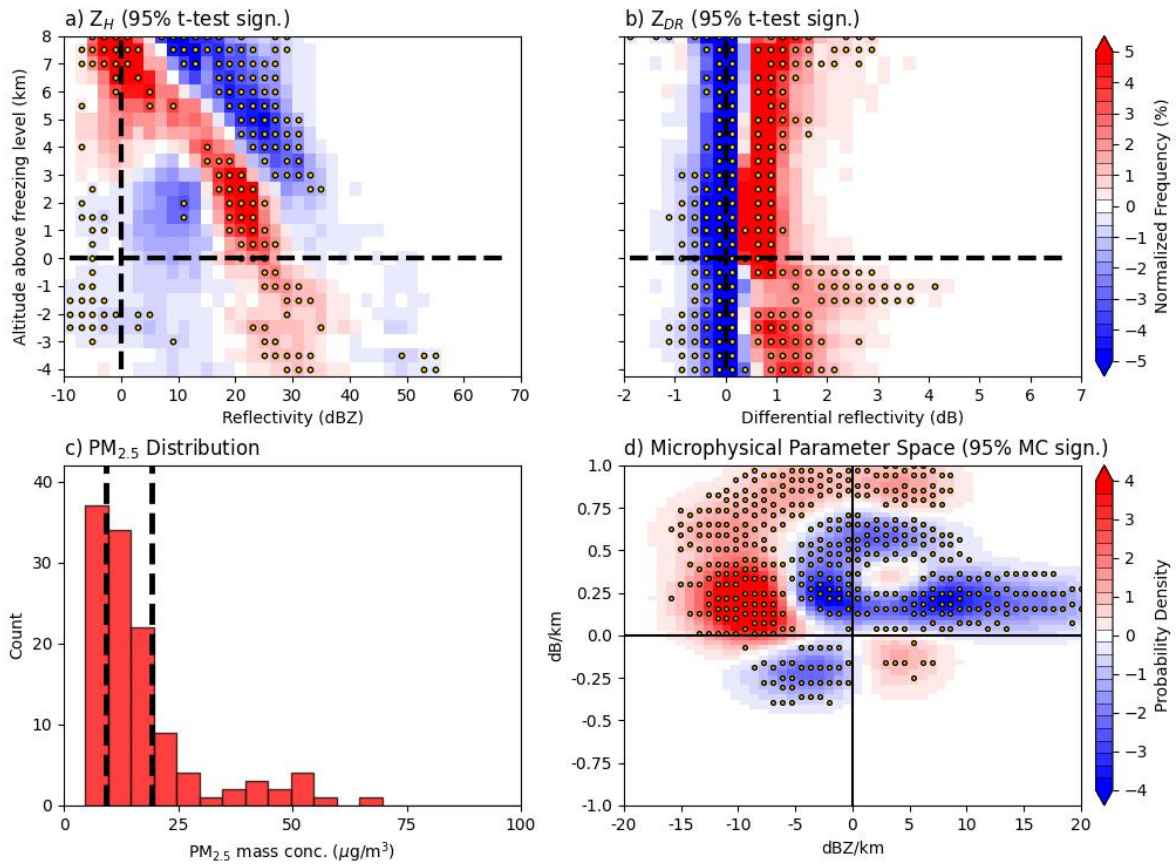 a) Z_H (95% t-test sign.)
b) Z_DR (95% t-test sign.)
8
7
6
5
4
3
2
1
0
-1
-2
-3
-4
Altitude above freezing level (km)
-10 0 10 20 30 40 50 60 70
Reflectivity (dBZ)
-2 -1 0 1 2 3 4 5 6 7
Differential reflectivity (dB)
5
4
3
2
1
0
−1
−2
−3
−4
−5
Normalized Frequency (%)
c) PM2.5 Distribution
d) Microphysical Parameter Space (95% MC sign.)
40
30
20
10
0
Count
0 25 50 75 100
PM2.5 mass conc. (μg/m³)
1.0
0.75
0.5
0.25
0.0
-0.25
-0.5
-0.75
-1.0
dB/km
-20 -15 -10 -5 0 5 10 15 20
dBZ/km
4
3
2
1
0
−1
−2
−3
−4
Probability Density